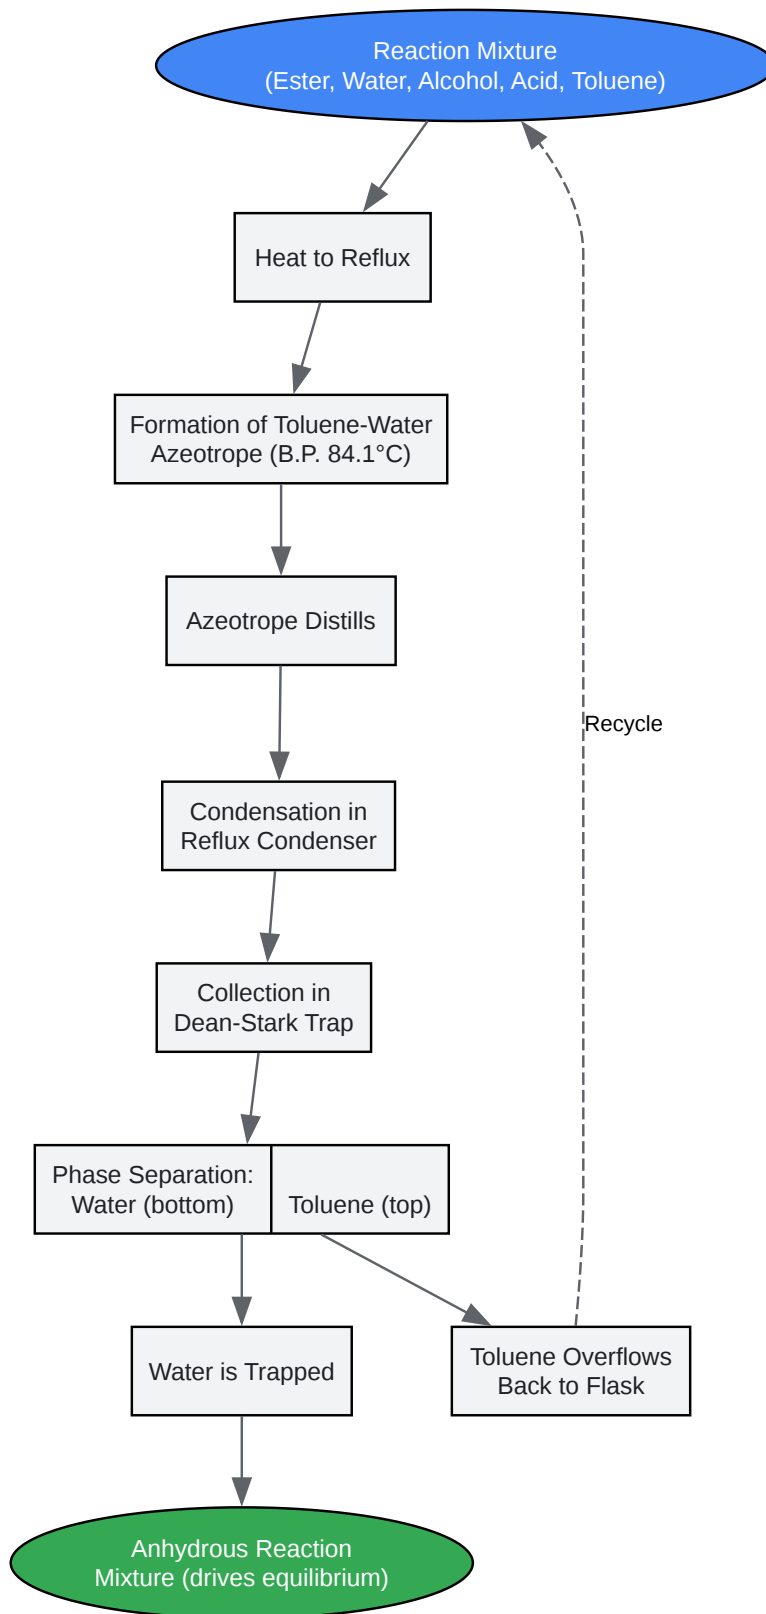 Reaction Mixture
(Ester, Water, Alcohol, Acid, Toluene)
Heat to Reflux
Formation of Toluene-Water
Azeotrope (B.P. 84.1°C)
Azeotrope Distills
Recycle
Condensation in
Reflux Condenser
Collection in
Dean-Stark Trap
Phase Separation:
Water (bottom)
Toluene (top)
Water is Trapped
Toluene Overflows
Back to Flask
Anhydrous Reaction
Mixture (drives equilibrium)